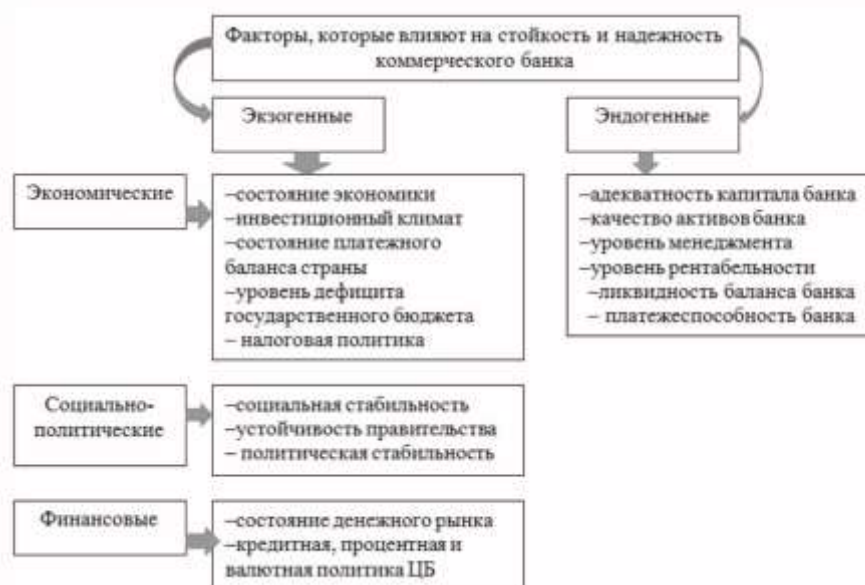 Факторы, которые влияют на стойкость и надежность
коммерческого банка
Экзогенные
Эндогенные
Экономические
–состояние экономики
–инвестиционный климат
–состояние платежного
баланса страны
–уровень дефицита
государственного бюджета
– налоговая политика
–адекватность капитала банка
–качество активов банка
–уровень менеджмента
–уровень рентабельности
–ликвидность баланса банка
– платежеспособность банка
Социально-
политические
–социальная стабильность
–устойчивость правительства
– политическая стабильность
Финансовые
–состояние денежного рынка
–кредитная, процентная и
валютная политика ЦБ